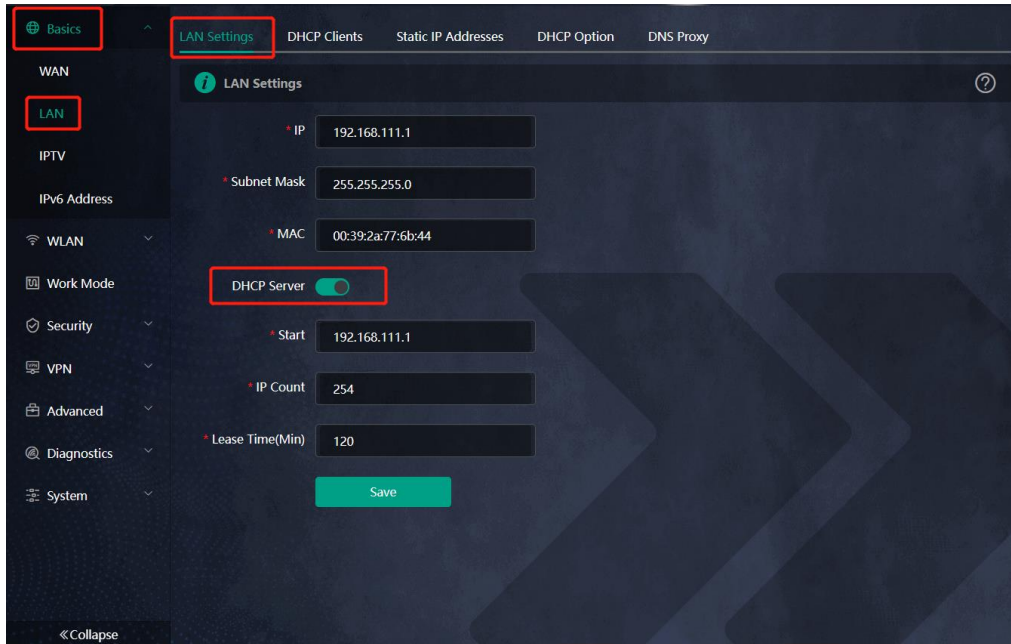 Basics
WAN
LAN
IPTV
IPv6 Address
WLAN
Work Mode
Security
VPN
Advanced
Diagnostics
System
≪Collapse
LAN Settings DHCP Clients Static IP Addresses DHCP Option DNS Proxy
i LAN Settings ?
* IP 192.168.111.1
* Subnet Mask 255.255.255.0
* MAC 00:39:2a:77:6b:44
DHCP Server
* Start 192.168.111.1
* IP Count 254
* Lease Time(Min) 120
Save